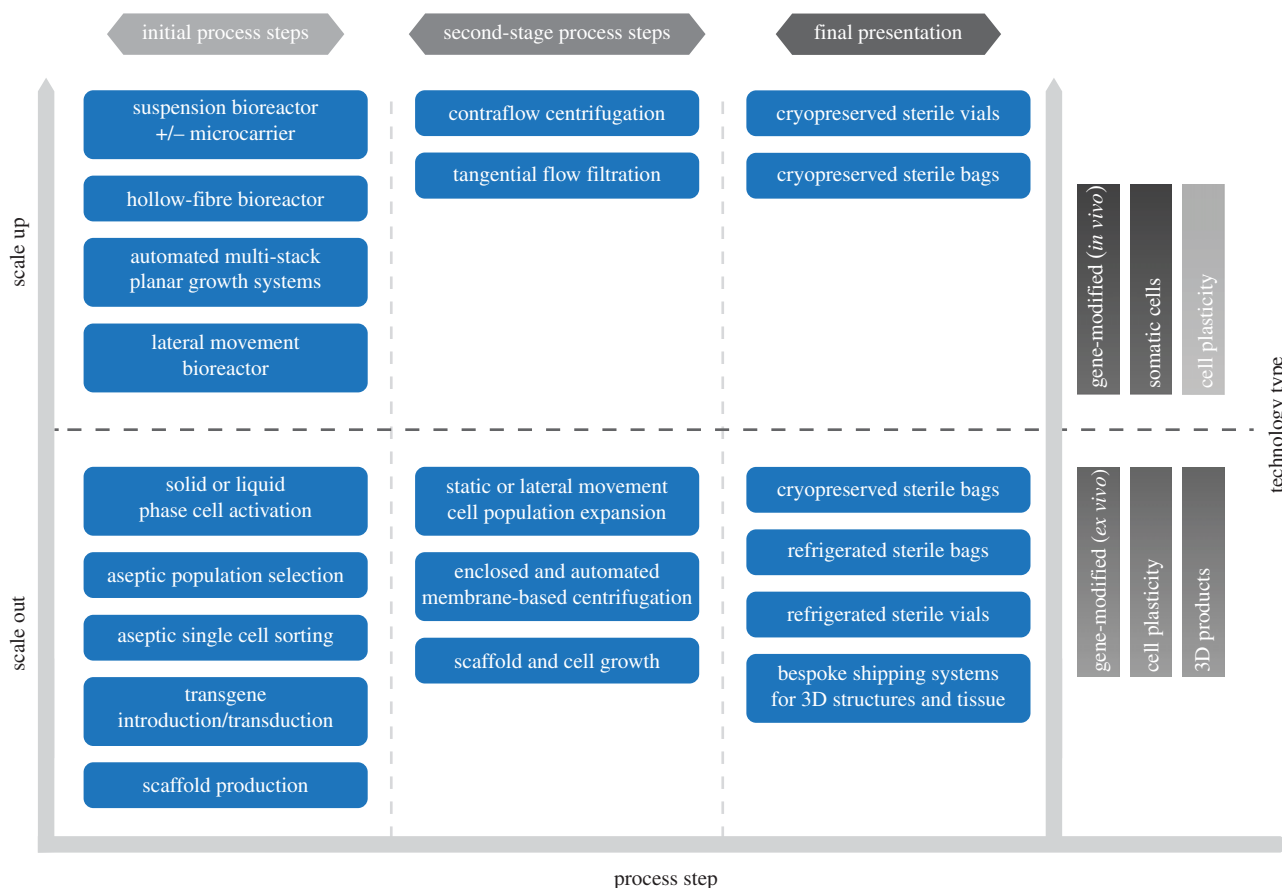 initial process steps
second-stage process steps
final presentation
scale up
suspension bioreactor
+/– microcarrier
hollow-fibre bioreactor
automated multi-stack
planar growth systems
lateral movement
bioreactor
contraflow centrifugation
tangential flow filtration
cryopreserved sterile vials
cryopreserved sterile bags
gene-modified (in vivo)
somatic cells
cell plasticity
technology type
scale out
solid or liquid
phase cell activation
aseptic population selection
aseptic single cell sorting
transgene
introduction/transduction
scaffold production
static or lateral movement
cell population expansion
enclosed and automated
membrane-based centrifugation
scaffold and cell growth
cryopreserved sterile bags
refrigerated sterile bags
refrigerated sterile vials
bespoke shipping systems
for 3D structures and tissue
gene-modified (ex vivo)
cell plasticity
3D products
process step